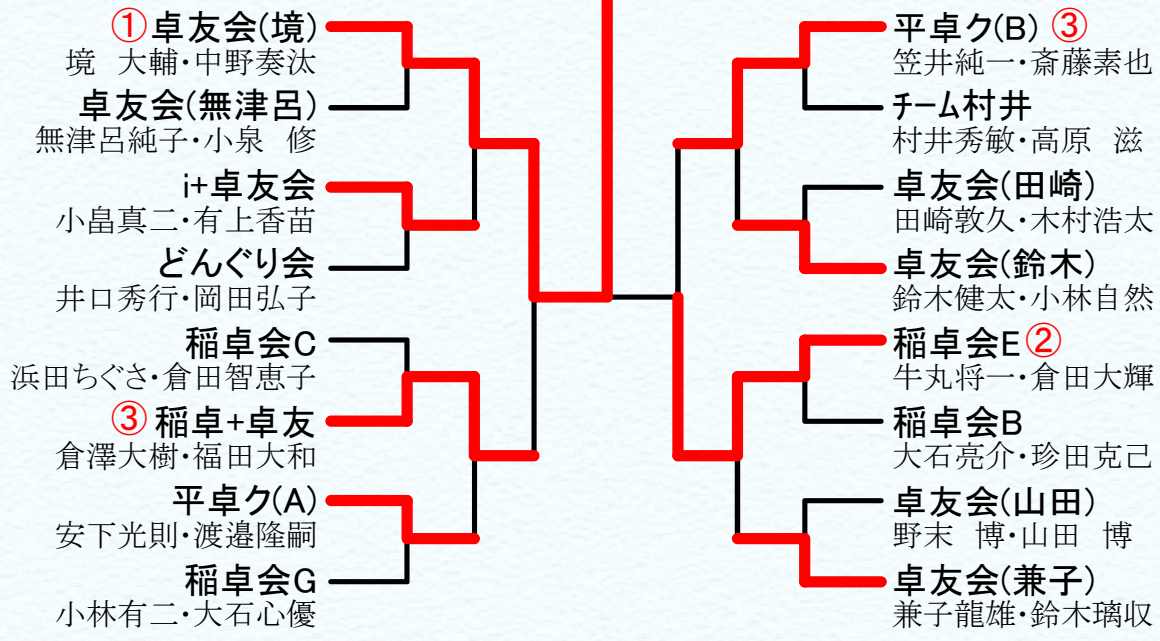 ①卓友会(境)
境 大輔・中野奏汰
卓友会(無津呂)
無津呂純子・小泉 修
i+卓友会
小畠真二・有上香苗
どんぐり会
井口秀行・岡田弘子
稲卓会C
浜田ちぐさ・倉田智恵子
③稲卓+卓友
倉澤大樹・福田大和
平卓ク(A)
安下光則・渡邉隆嗣
稲卓会G
小林有二・大石心優
平卓ク(B)③
笠井純一・斎藤素也
チーム村井
村井秀敏・高原 滋
卓友会(田崎)
田崎敦久・木村浩太
卓友会(鈴木)
鈴木健太・小林自然
稲卓会E②
牛丸将一・倉田大輝
稲卓会B
大石亮介・珍田克己
卓友会(山田)
野末 博・山田 博
卓友会(兼子)
兼子龍雄・鈴木璃収